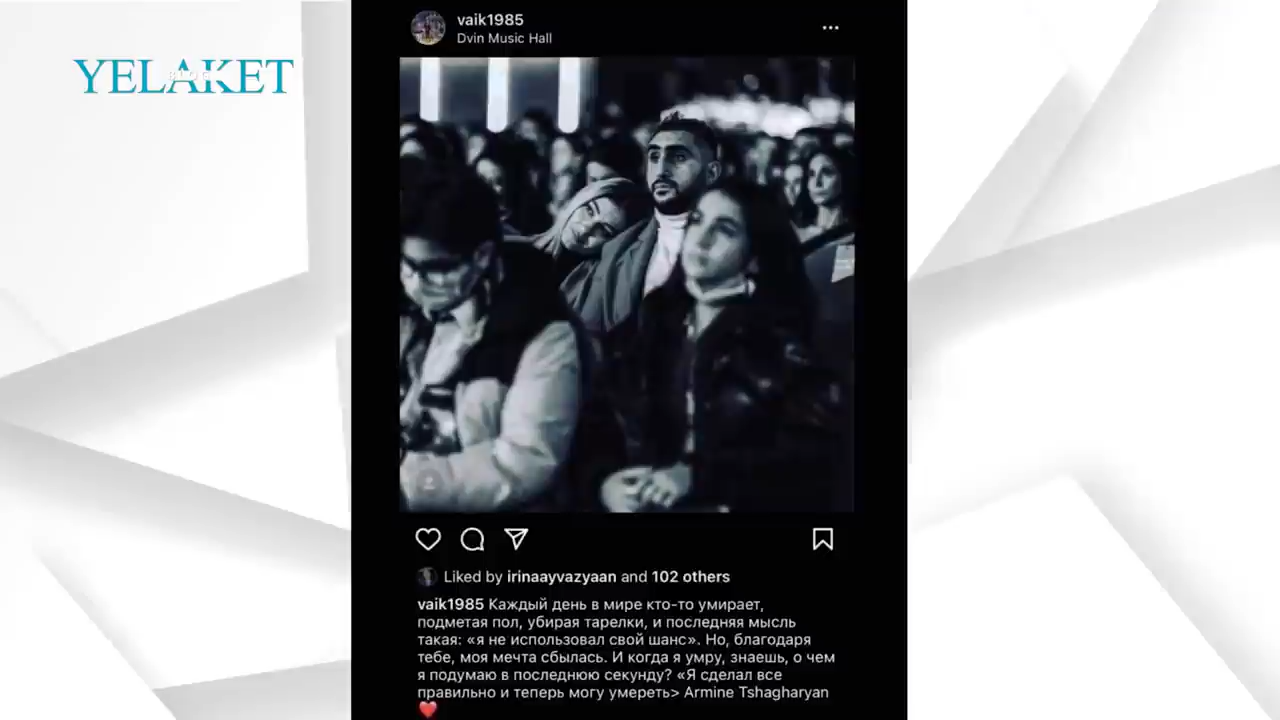 YELAKET
BLOG
vaik1985
Dvin Music Hall
Liked by irinaayvazyaan and 102 others
vaik1985 Каждый день в мире кто-то умирает,
подметая пол, убирая тарелки, и последняя мысль
такая: «я не использовал свой шанс». Но, благодаря
тебе, моя мечта сбылась. И когда я умру, знаешь, о чем
я подумаю в последнюю секунду? «Я сделал все
правильно и теперь могу умереть> Armine Tshagharyan
❤️